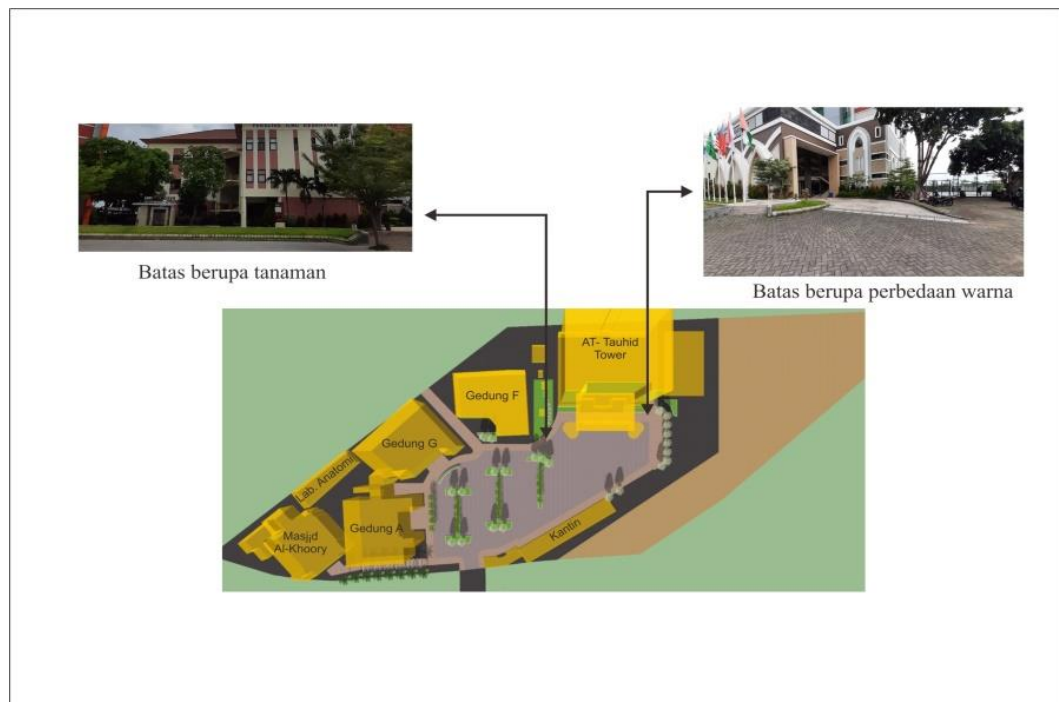 Batas berupa tanaman
Batas berupa perbedaan warna
AT- Tauhid
Tower
Gedung F
Gedung G
Lab. Anatomi
Gedung A
Masjid
Al-Khoory
Kantin